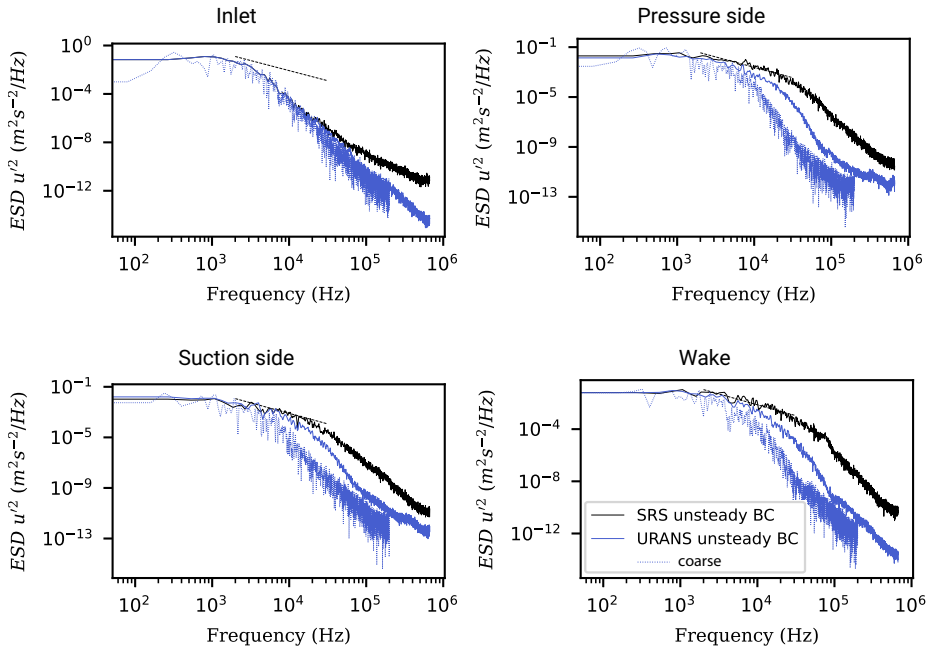 Inlet
10^0
10^−4
10^−8
10^−12
ESD u′^2 (m^2s^−2/Hz)
10^2 10^3 10^4 10^5 10^6
Frequency (Hz)
Pressure side
10^−1
10^−5
10^−9
10^−13
ESD u′^2 (m^2s^−2/Hz)
10^2 10^3 10^4 10^5 10^6
Frequency (Hz)
Suction side
10^−1
10^−5
10^−9
10^−13
ESD u′^2 (m^2s^−2/Hz)
10^2 10^3 10^4 10^5 10^6
Frequency (Hz)
Wake
10^−4
10^−8
10^−12
ESD u′^2 (m^2s^−2/Hz)
SRS unsteady BC
URANS unsteady BC
coarse
10^2 10^3 10^4 10^5 10^6
Frequency (Hz)